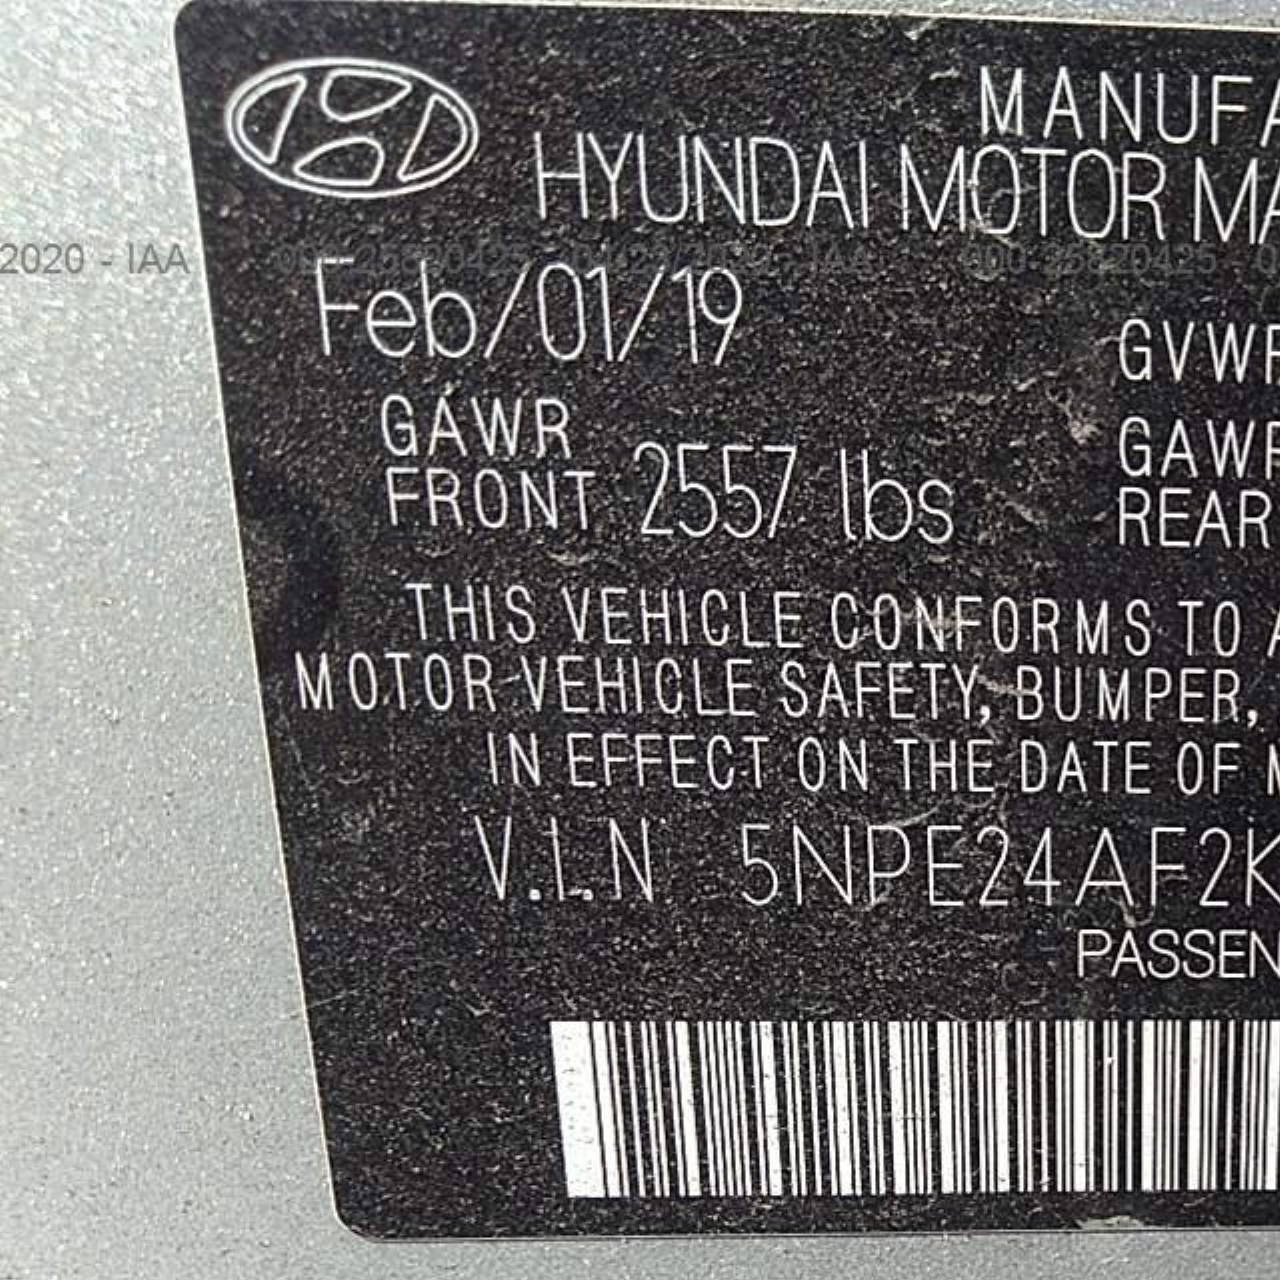 MANUFA
HYUNDAI MOTOR MA
2020 - IAA
Feb/01/19
GVWR
GAWR
FRONT 2557 lbs
GAWR
REAR
THIS VEHICLE CONFORMS TO A
MOTOR VEHICLE SAFETY, BUMPER,
IN EFFECT ON THE DATE OF M
V.I.N 5NPE24AF2K
PASSEN